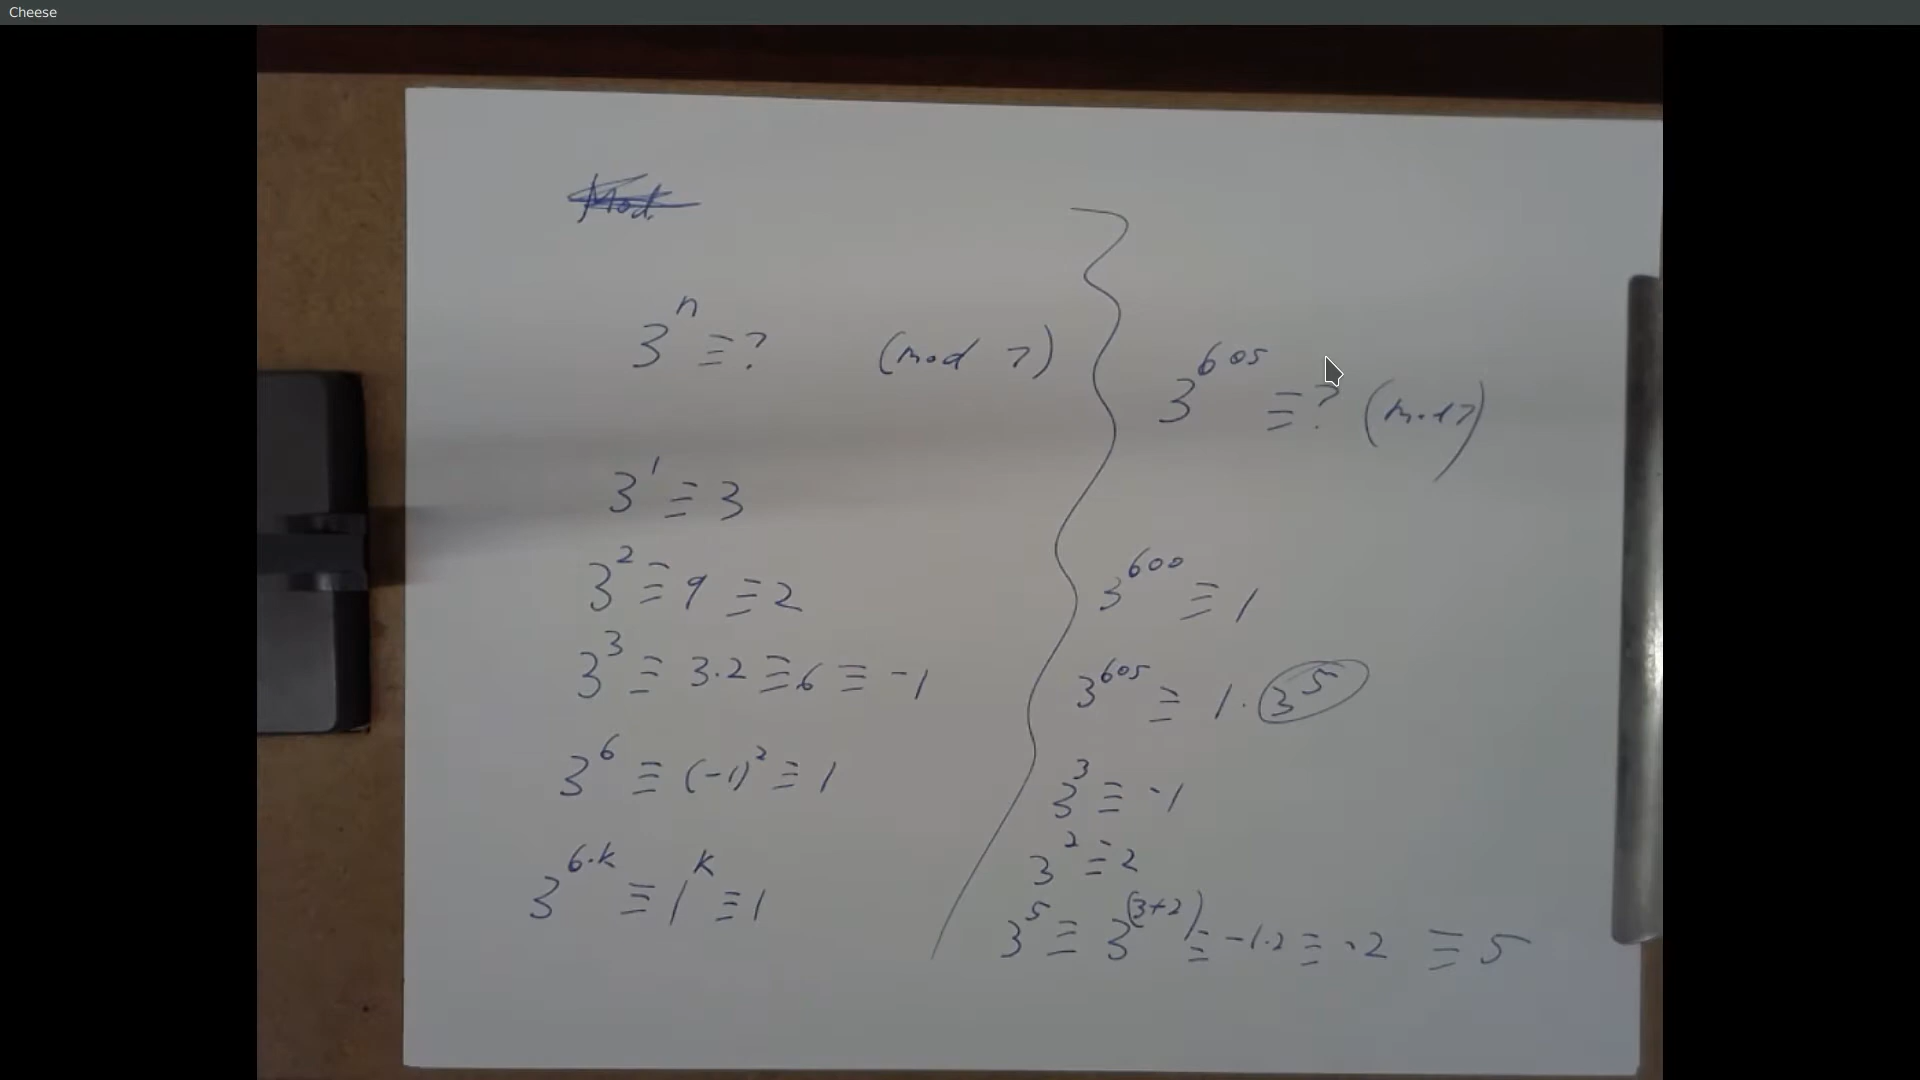 Cheese
Mod
3^n ≡ ? (mod 7)
3^1 ≡ 3
3^2 ≡ 9 ≡ 2
3^3 ≡ 3·2 ≡ 6 ≡ -1
3^6 ≡ (-1)^2 ≡ 1
3^{6·k} ≡ 1^k ≡ 1
3^{605} ≡ ? (mod 7)
3^{600} ≡ 1
3^{605} ≡ 1·3^5
3^3 ≡ -1
3^2 ≡ 2
3^5 ≡ 3^{(3+2)} ≡ -1·2 ≡ -2 ≡ 5